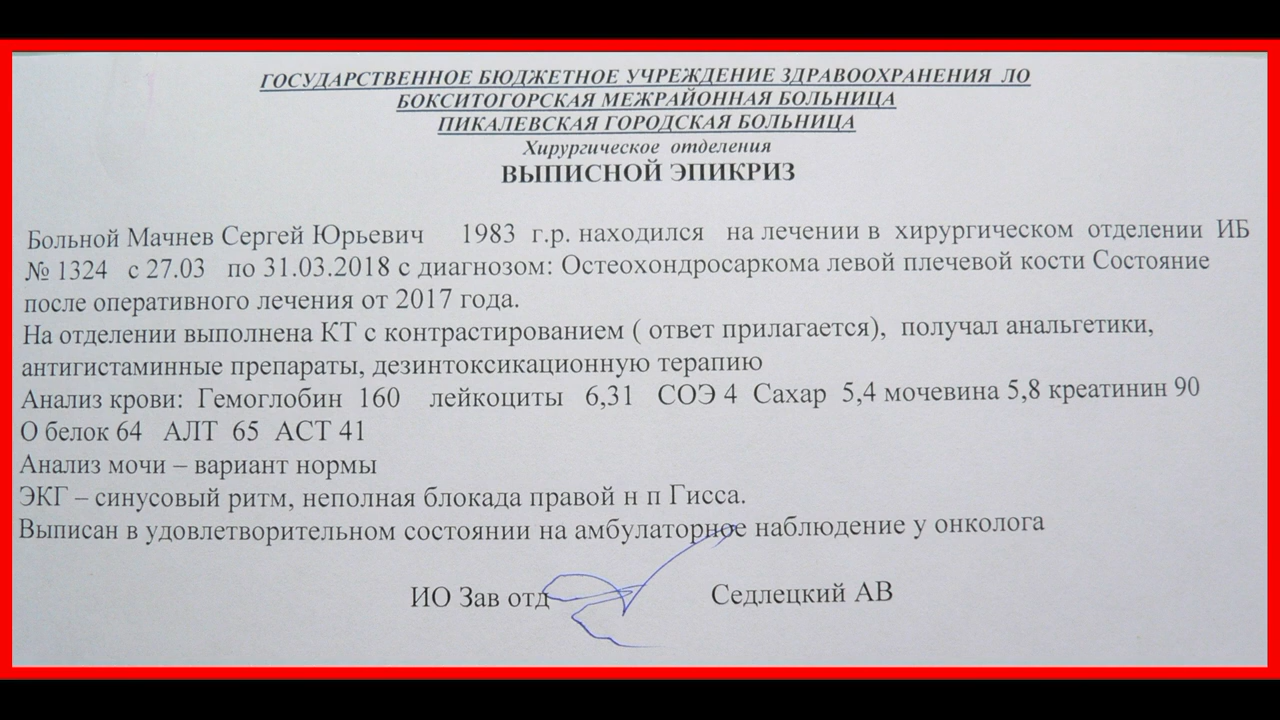 ГОСУДАРСТВЕННОЕ БЮДЖЕТНОЕ УЧРЕЖДЕНИЕ ЗДРАВООХРАНЕНИЯ ЛО
БОКСИТОГОРСКАЯ МЕЖРАЙОННАЯ БОЛЬНИЦА
ПИКАЛЕВСКАЯ ГОРОДСКАЯ БОЛЬНИЦА
Хирургическое отделения
ВЫПИСНОЙ ЭПИКРИЗ
Больной Мачнев Сергей Юрьевич 1983 г.р. находился на лечении в хирургическом отделении ИБ
№ 1324 с 27.03 по 31.03.2018 с диагнозом: Остеохондросаркома левой плечевой кости Состояние
после оперативного лечения от 2017 года.
На отделении выполнена КТ с контрастированием ( ответ прилагается), получал анальгетики,
антигистаминные препараты, дезинтоксикационную терапию
Анализ крови: Гемоглобин 160 лейкоциты 6,31 СОЭ 4 Сахар 5,4 мочевина 5,8 креатинин 90
О белок 64 АЛТ 65 АСТ 41
Анализ мочи – вариант нормы
ЭКГ – синусовый ритм, неполная блокада правой н п Гисса.
Выписан в удовлетворительном состоянии на амбулаторное наблюдение у онколога
ИО Зав отд Седлецкий АВ